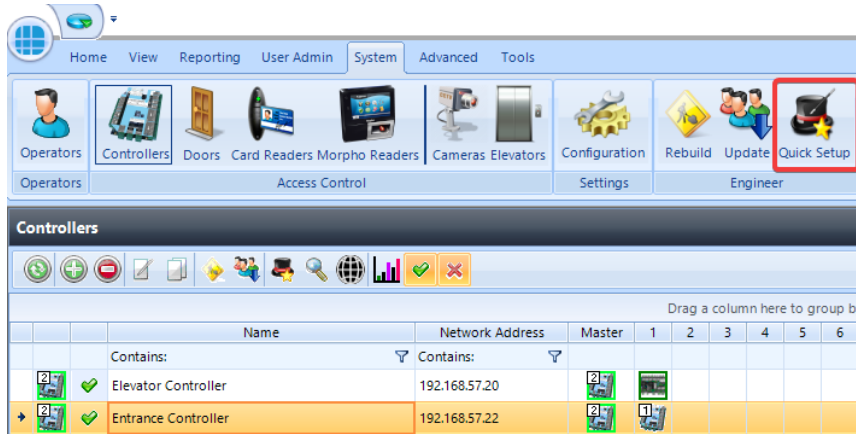 Home View Reporting User Admin System Advanced Tools
Operators Controllers Doors Card Readers Morpho Readers Cameras Elevators Configuration Rebuild Update Quick Setup
Operators Access Control Settings Engineer
Controllers
Drag a column here to group b
Name Network Address Master 1 2 3 4 5 6
Contains: Contains:
2 Elevator Controller 192.168.57.20 2
2 Entrance Controller 192.168.57.22 2 1